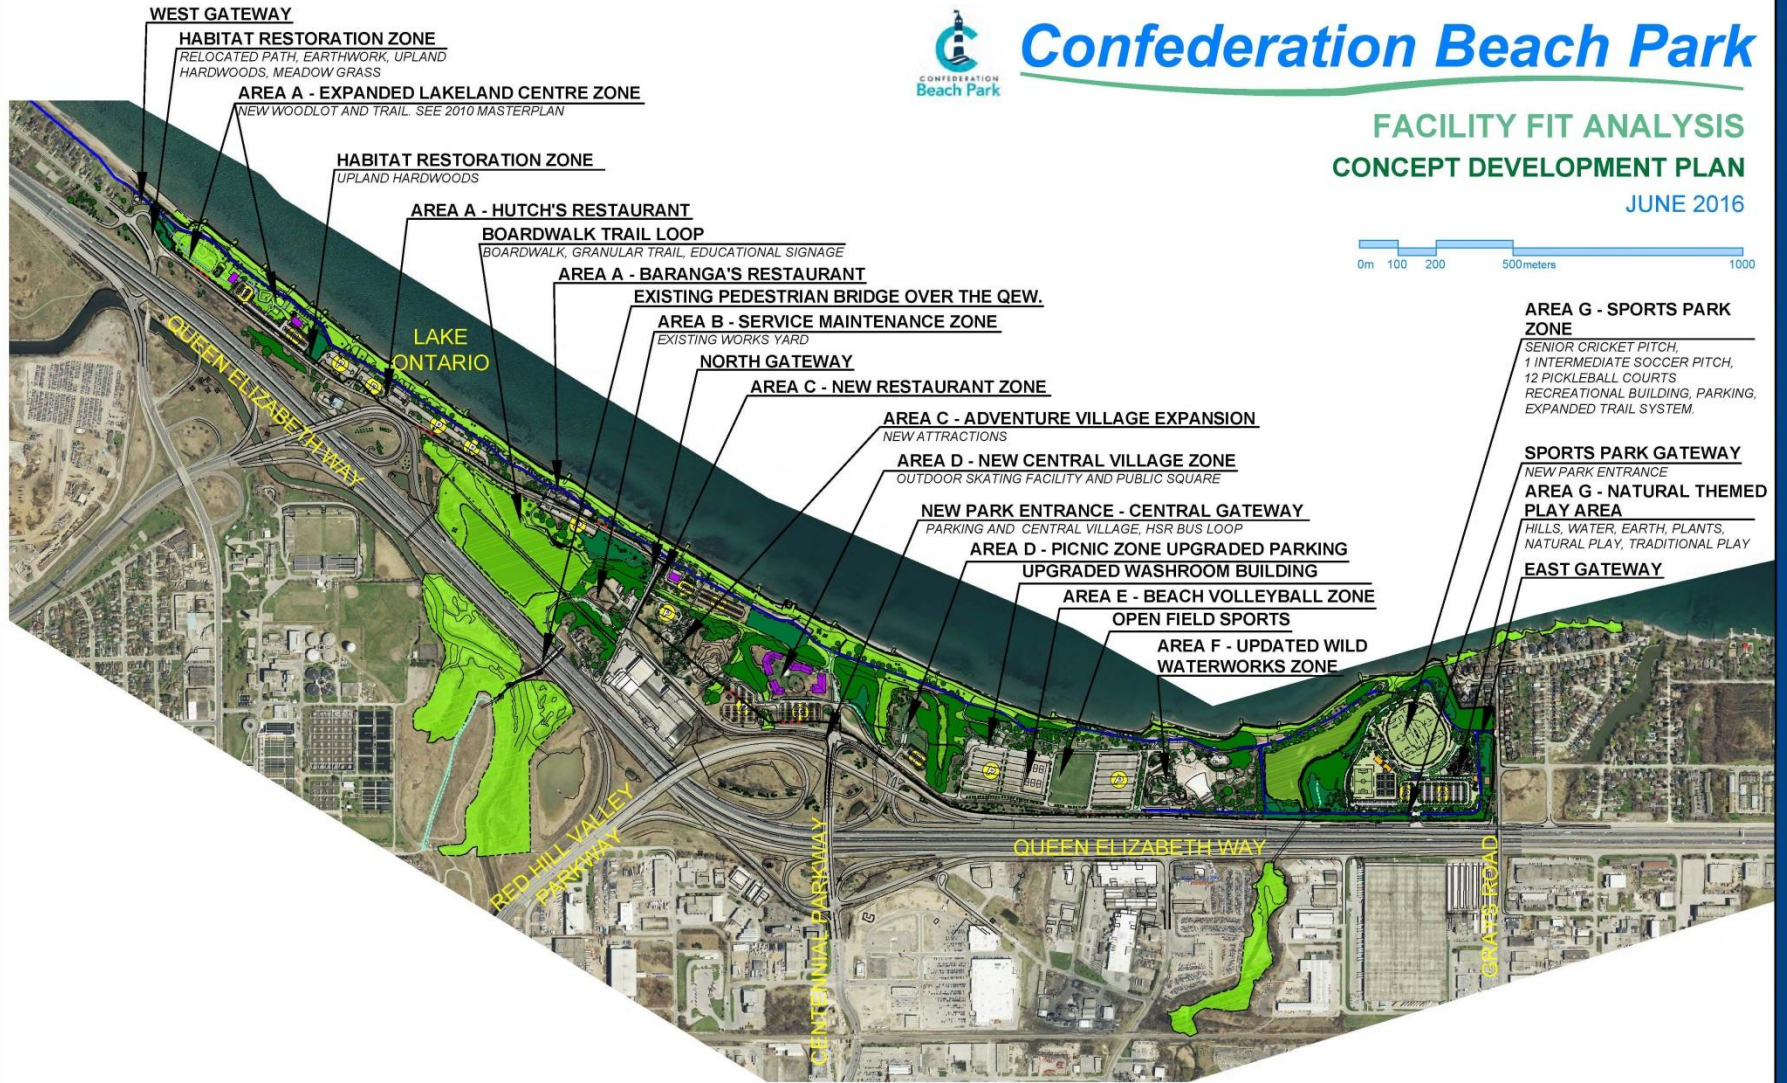 WEST GATEWAY
HABITAT RESTORATION ZONE
RELOCATED PATH, EARTHWORK, UPLAND
HARDWOODS, MEADOW GRASS
AREA A - EXPANDED LAKELAND CENTRE ZONE
NEW WOODLOT AND TRAIL. SEE 2010 MASTERPLAN
HABITAT RESTORATION ZONE
UPLAND HARDWOODS
AREA A - HUTCH'S RESTAURANT
BOARDWALK TRAIL LOOP
BOARDWALK, GRANULAR TRAIL, EDUCATIONAL SIGNAGE
AREA A - BARANGA'S RESTAURANT
EXISTING PEDESTRIAN BRIDGE OVER THE QEW.
AREA B - SERVICE MAINTENANCE ZONE
EXISTING WORKS YARD
NORTH GATEWAY
AREA C - NEW RESTAURANT ZONE
AREA C - ADVENTURE VILLAGE EXPANSION
NEW ATTRACTIONS
AREA D - NEW CENTRAL VILLAGE ZONE
OUTDOOR SKATING FACILITY AND PUBLIC SQUARE
NEW PARK ENTRANCE - CENTRAL GATEWAY
PARKING AND CENTRAL VILLAGE, HSR BUS LOOP
AREA D - PICNIC ZONE UPGRADED PARKING
UPGRADED WASHROOM BUILDING
AREA E - BEACH VOLLEYBALL ZONE
OPEN FIELD SPORTS
AREA F - UPDATED WILD
WATERWORKS ZONE
CONFEDERATION
Beach Park
Confederation Beach Park
FACILITY FIT ANALYSIS
CONCEPT DEVELOPMENT PLAN
JUNE 2016
0m 100 200 500meters 1000
AREA G - SPORTS PARK
ZONE
SENIOR CRICKET PITCH,
1 INTERMEDIATE SOCCER PITCH,
12 PICKLEBALL COURTS
RECREATIONAL BUILDING, PARKING,
EXPANDED TRAIL SYSTEM.
SPORTS PARK GATEWAY
NEW PARK ENTRANCE
AREA G - NATURAL THEMED
PLAY AREA
HILLS, WATER, EARTH, PLANTS,
NATURAL PLAY, TRADITIONAL PLAY
EAST GATEWAY
LAKE
ONTARIO
QUEEN ELIZABETH WAY
RED HILL VALLEY
PARKWAY
CENTENNIAL PARKWAY
QUEEN ELIZABETH WAY
GRAYS ROAD